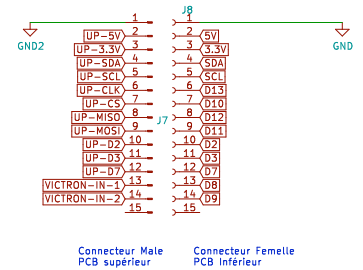 J8
1 1
GND2 GND
UP-5V 2 2 5V
UP-3.3V 3 3 3.3V
UP-SDA 4 4 SDA
UP-SCL 5 5 SCL
UP-CLK 6 6 D13
UP-CS 7 7 D10
UP-MISO 8 8 D12
J7
UP-MOSI 9 9 D11
UP-D2 10 10 D2
UP-D3 11 11 D3
UP-D7 12 12 D7
VICTRON-IN-1 13 13 D8
VICTRON-IN-2 14 14 D9
15 15
Connecteur Male Connecteur Femelle
PCB supérieur PCB Inférieur